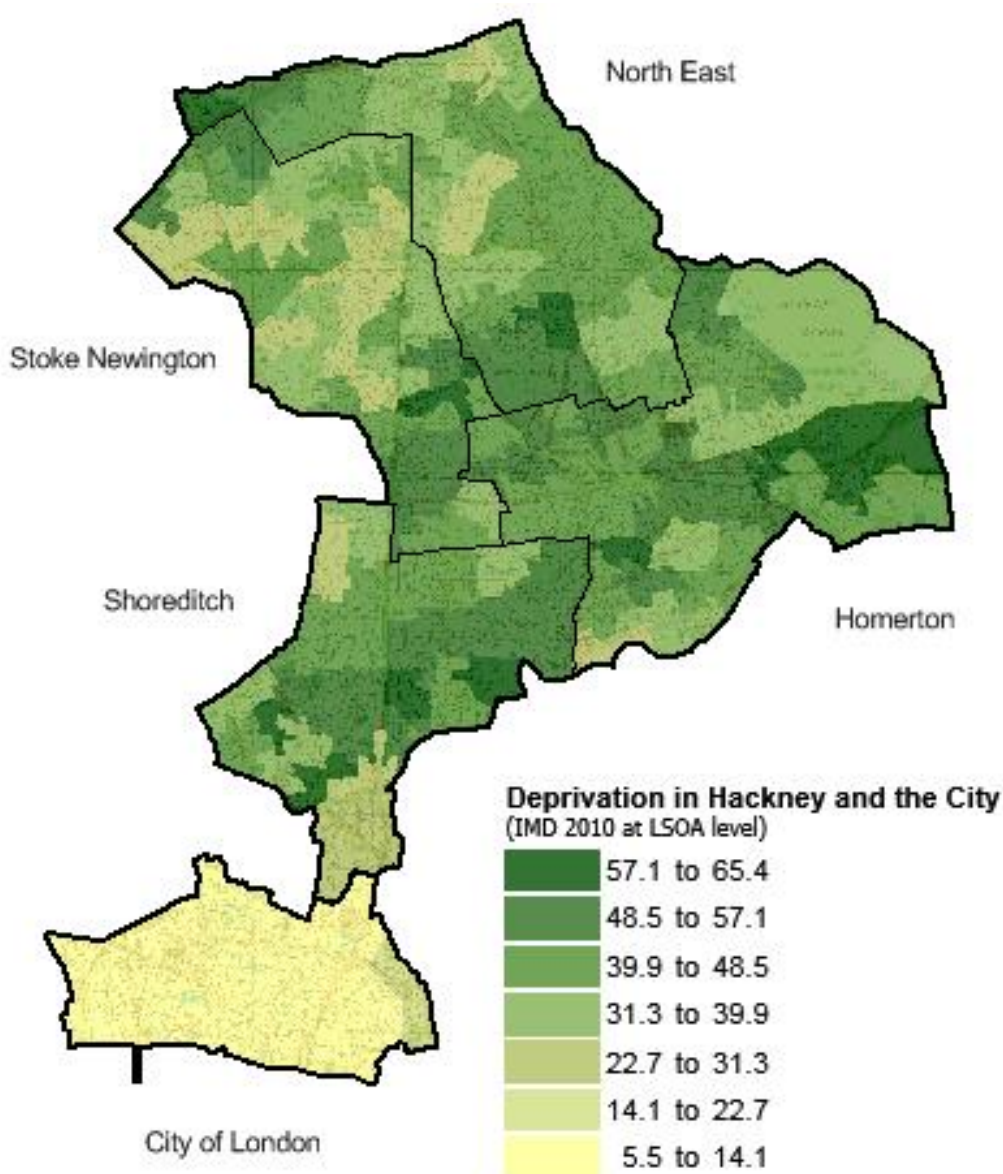 North East
Stoke Newington
Shoreditch
Homerton
Deprivation in Hackney and the City
(IMD 2010 at LSOA level)
57.1 to 65.4
48.5 to 57.1
39.9 to 48.5
31.3 to 39.9
22.7 to 31.3
14.1 to 22.7
5.5 to 14.1
City of London